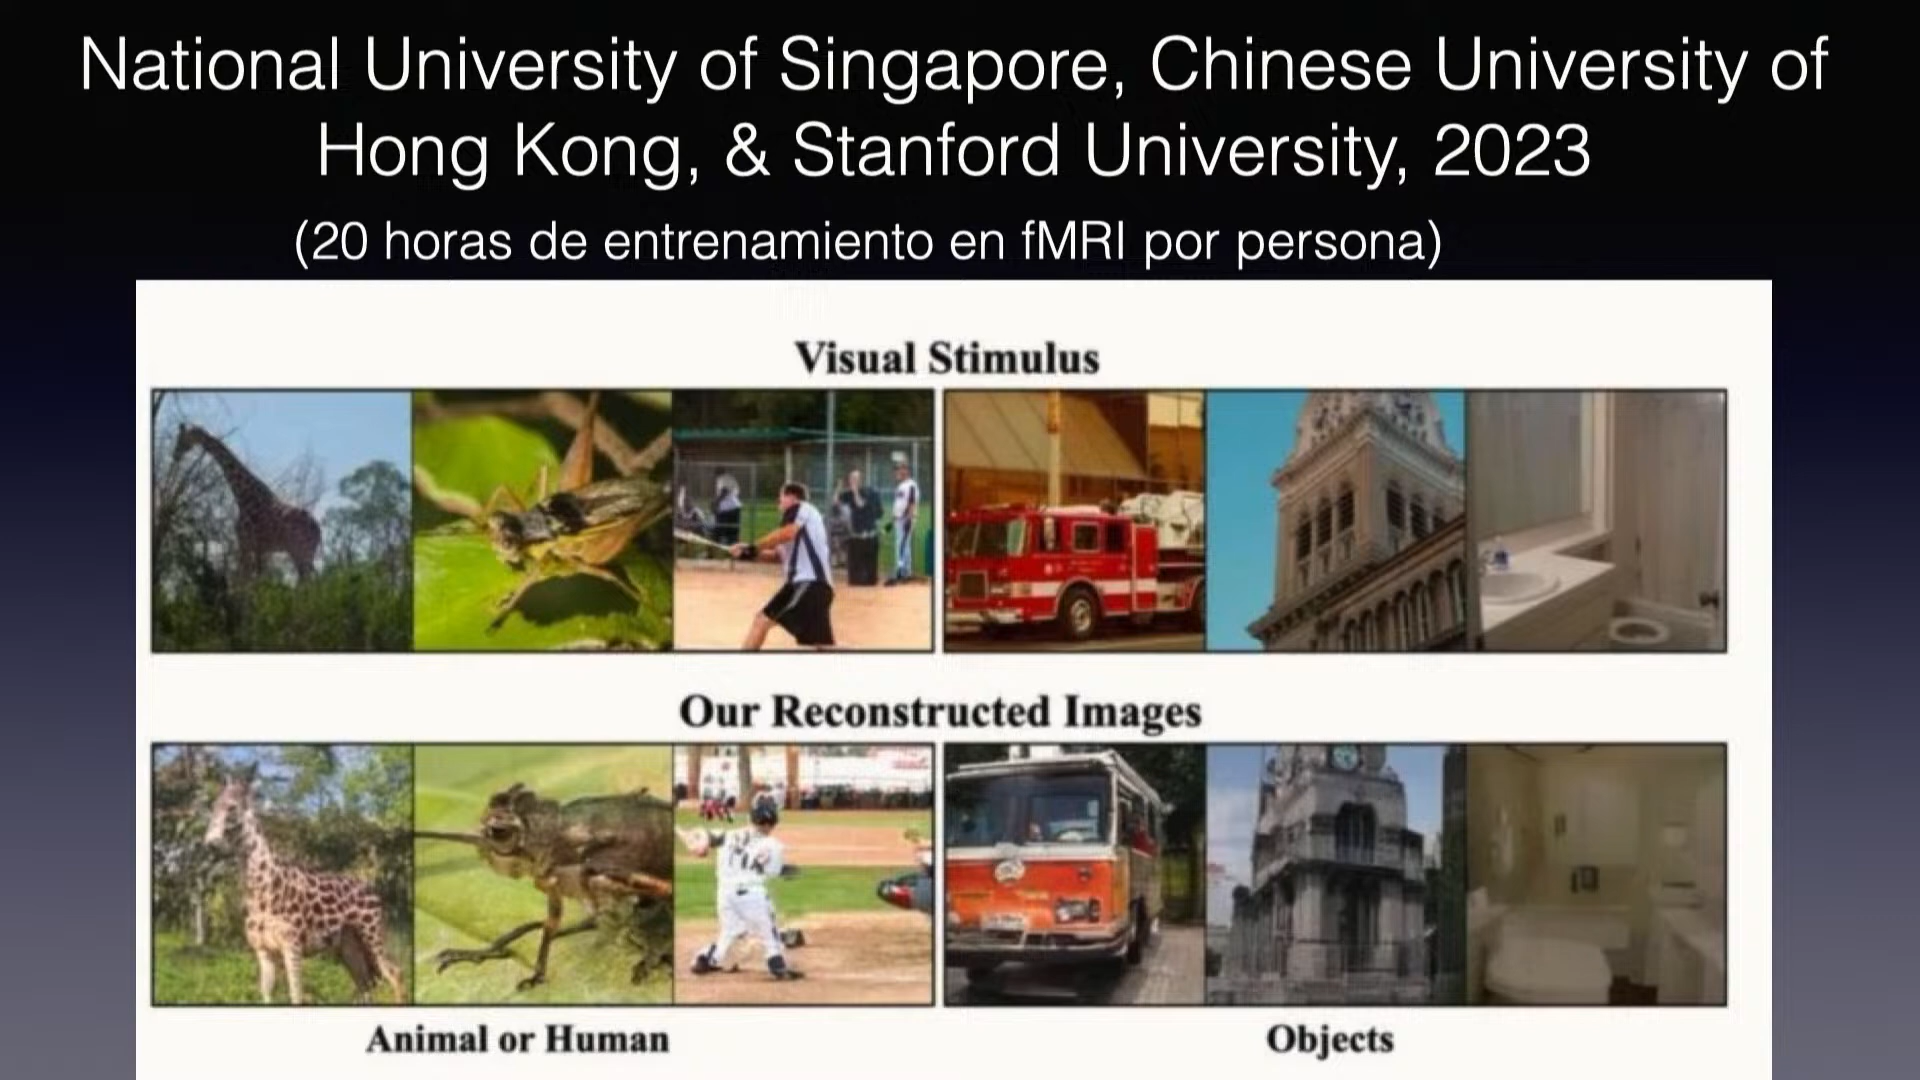 National University of Singapore, Chinese University of
Hong Kong, & Stanford University, 2023
(20 horas de entrenamiento en fMRI por persona)
Visual Stimulus
Our Reconstructed Images
Animal or Human
Objects